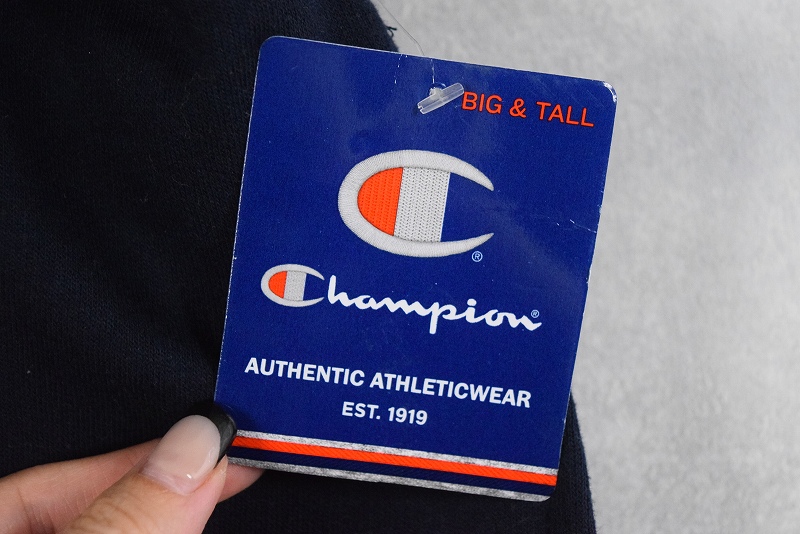 BIG & TALL
®
Champion®
AUTHENTIC ATHLETICWEAR
EST. 1919